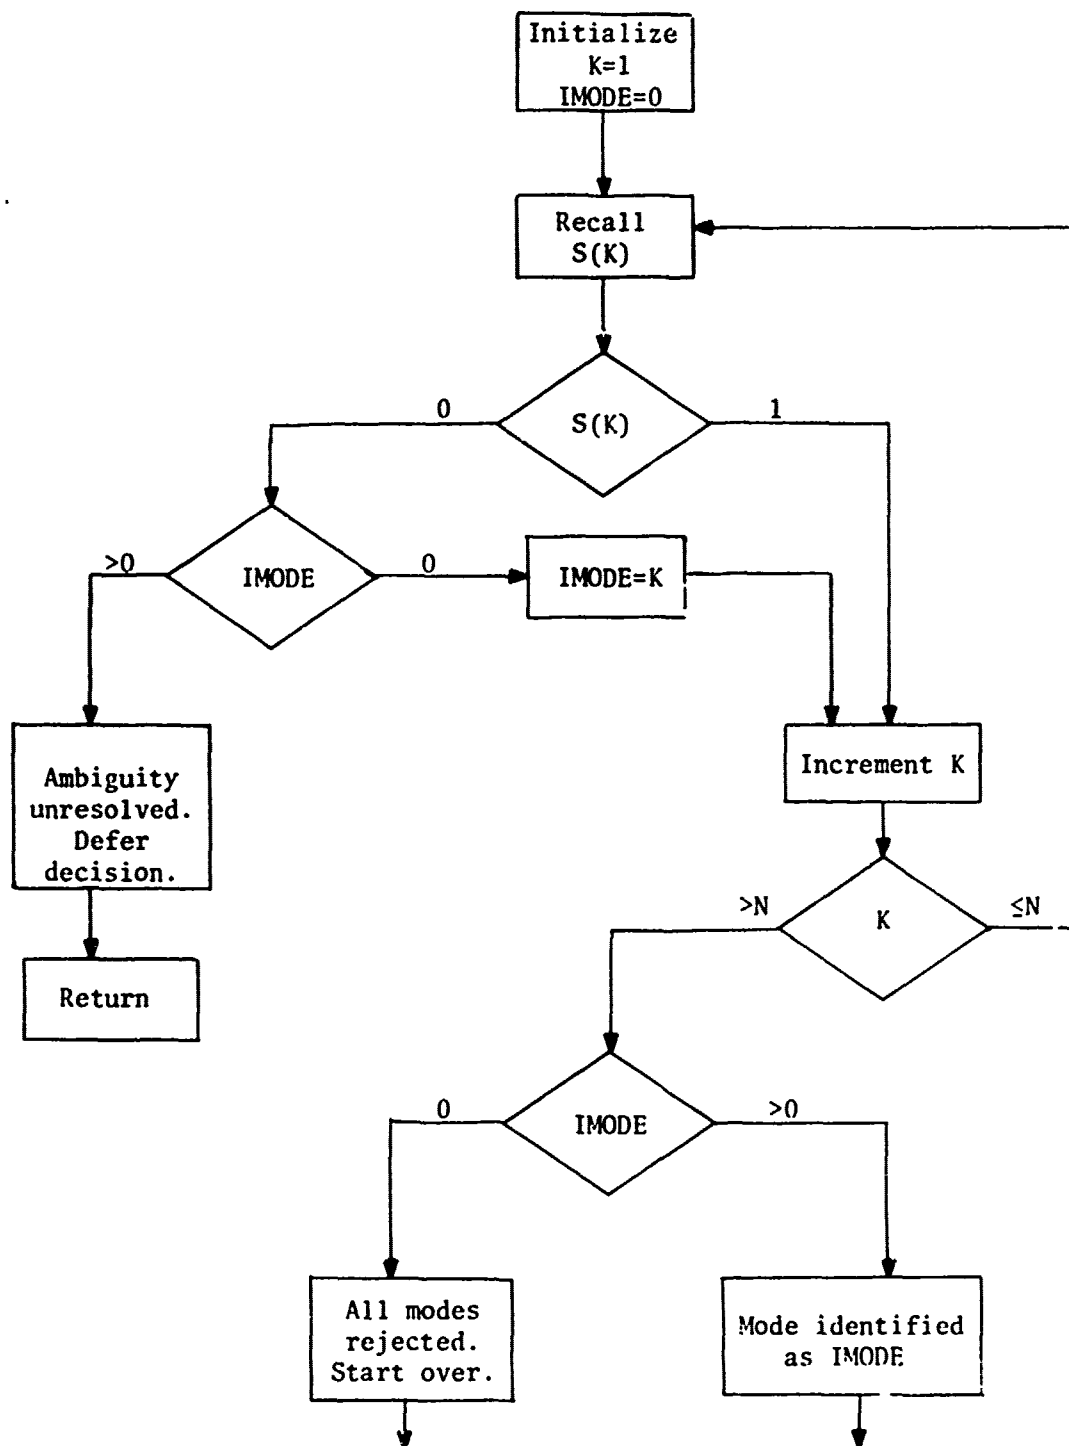 Initialize
K=1
IMODE=0
Recall
S(K)
0
S(K)
1
>0
IMODE
0
IMODE=K
Ambiguity
unresolved.
Defer
decision.
Increment K
>N
K
≤N
Return
0
IMODE
>0
All modes
rejected.
Start over.
Mode identified
as IMODE